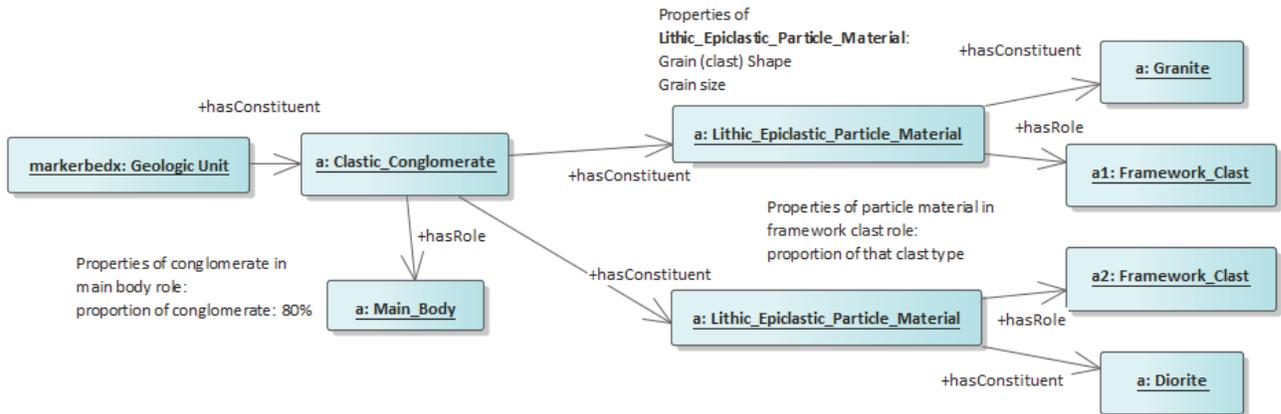 Properties of
Lithic_Epiclastic_Particle_Material:
Grain (clast) Shape
Grain size
+hasConstituent
a: Granite
+hasConstituent
+hasRole
a: Lithic_Epiclastic_Particle_Material
markerbedx: Geologic Unit
a: Clastic_Conglomerate
+hasConstituent
a1: Framework_Clast
Properties of particle material in
framework clast role:
proportion of that clast type
+hasRole
Properties of conglomerate in
main body role:
proportion of conglomerate: 80%
+hasConstituent
a2: Framework_Clast
a: Main_Body
a: Lithic_Epiclastic_Particle_Material
+hasRole
+hasConstituent
a: Diorite